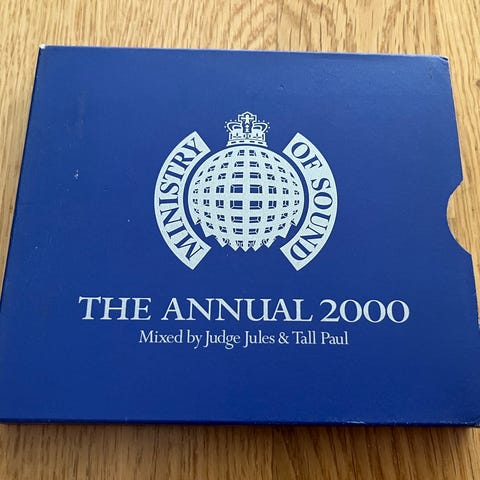 MINISTRY OF SOUND
THE ANNUAL 2000
Mixed by Judge Jules & Tall Paul